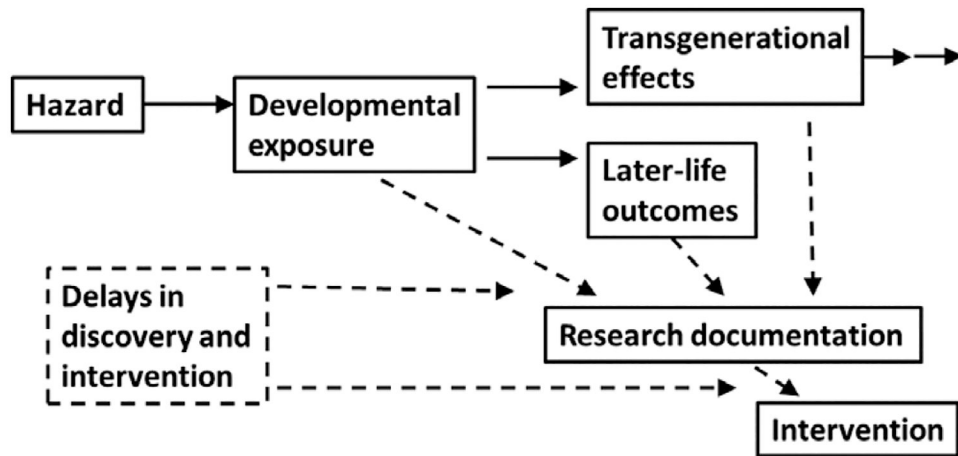 Hazard
Developmental
exposure
Transgenerational
effects
Later-life
outcomes
Delays in
discovery and
intervention
Research documentation
Intervention